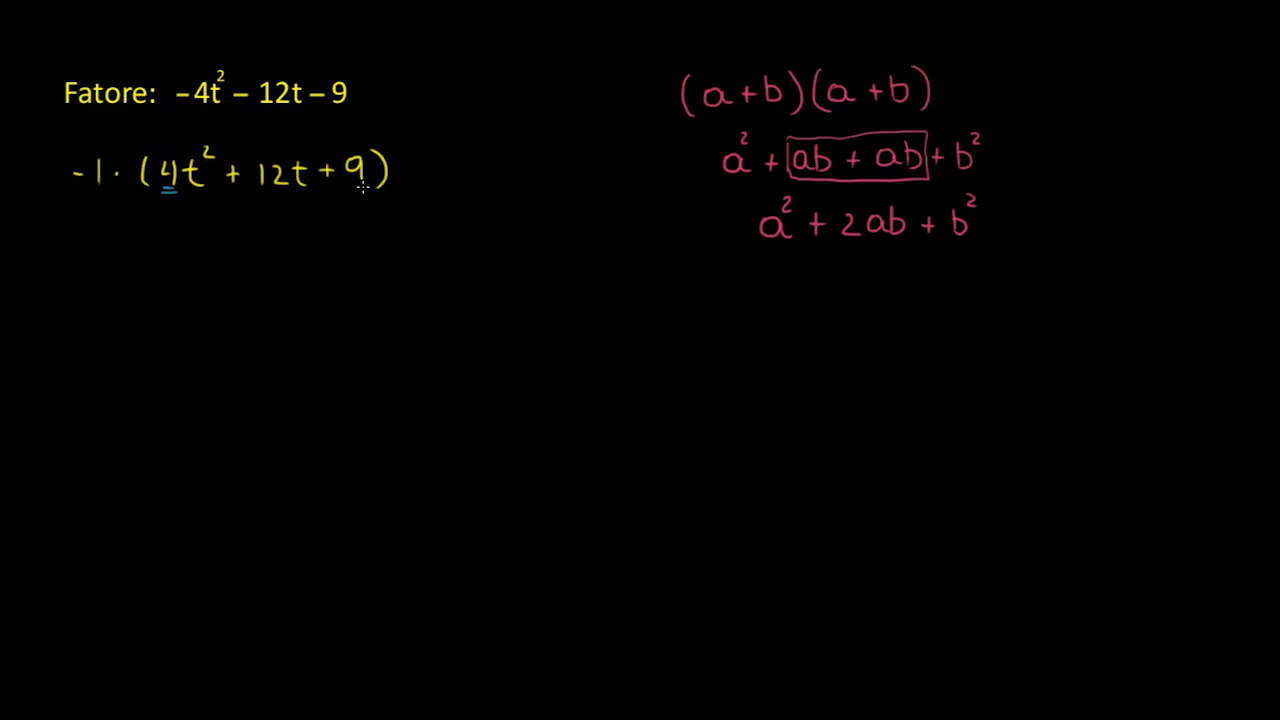 Fatore: –4t² – 12t – 9
-1 · (4t² + 12t + 9)
(a+b)(a+b)
a² + ab + ab + b²
a² + 2ab + b²